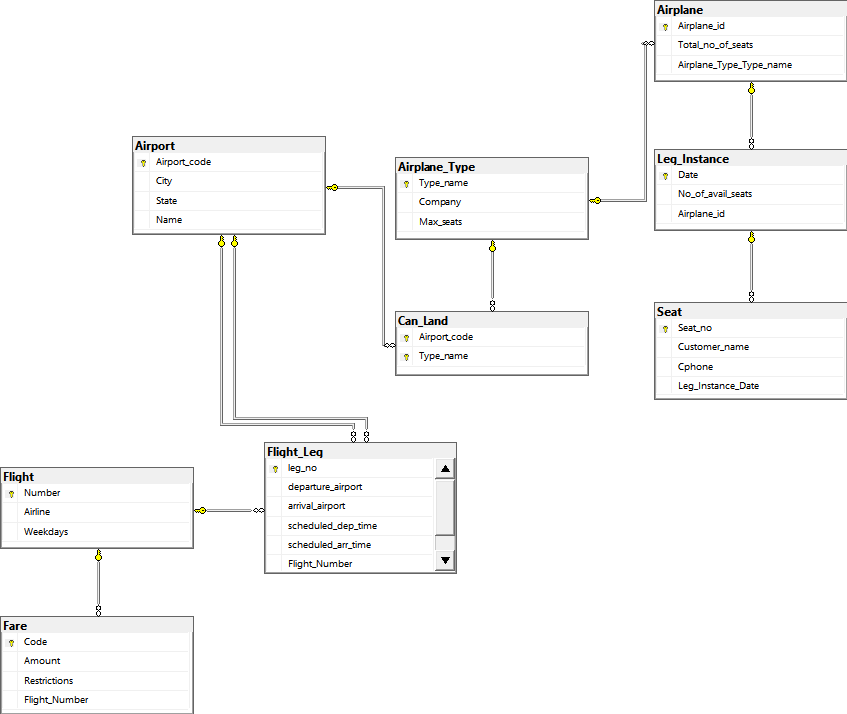 Airplane
Airplane_id
Total_no_of_seats
Airplane_Type_Type_name
Airport
Airport_code
City
State
Name
Airplane_Type
Type_name
Company
Max_seats
Leg_Instance
Date
No_of_avail_seats
Airplane_id
Can_Land
Airport_code
Type_name
Seat
Seat_no
Customer_name
Cphone
Leg_Instance_Date
Flight_Leg
leg_no
departure_airport
arrival_airport
scheduled_dep_time
scheduled_arr_time
Flight_Number
Flight
Number
Airline
Weekdays
Fare
Code
Amount
Restrictions
Flight_Number